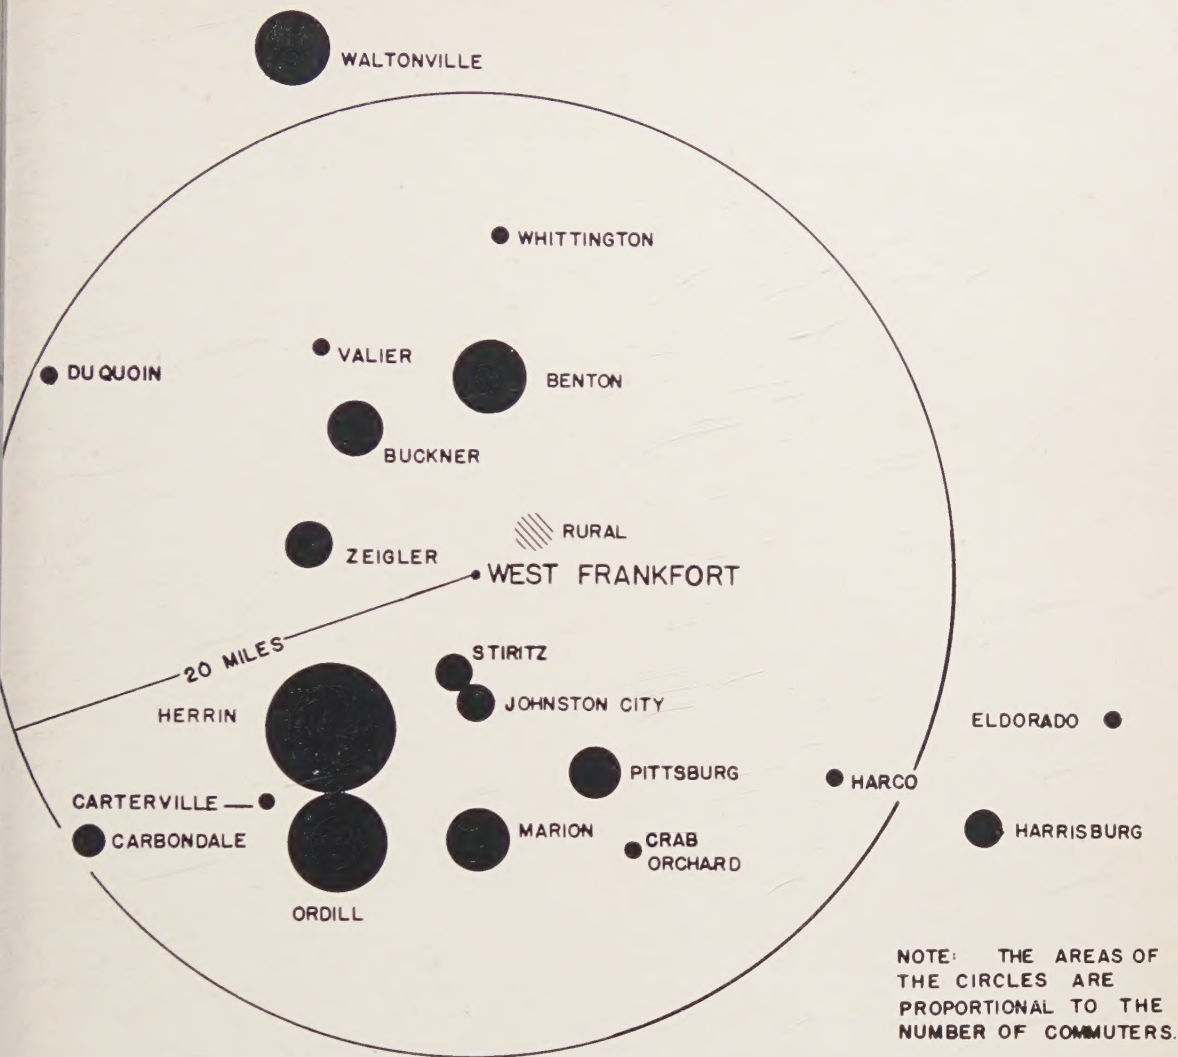 WALTONVILLE
WHITTINGTON
VALIER
DU QUOIN
BENTON
BUCKNER
RURAL
ZEIGLER
WEST FRANKFORT
20 MILES
STIRITZ
HERRIN
JOHNSTON CITY
ELDORADO
PITTSBURG
HARCO
CARTERVILLE
CARBONDALE
MARION
CRAB
ORCHARD
HARRISBURG
ORDILL
NOTE: THE AREAS OF
THE CIRCLES ARE
PROPORTIONAL TO THE
NUMBER OF COMMUTERS.